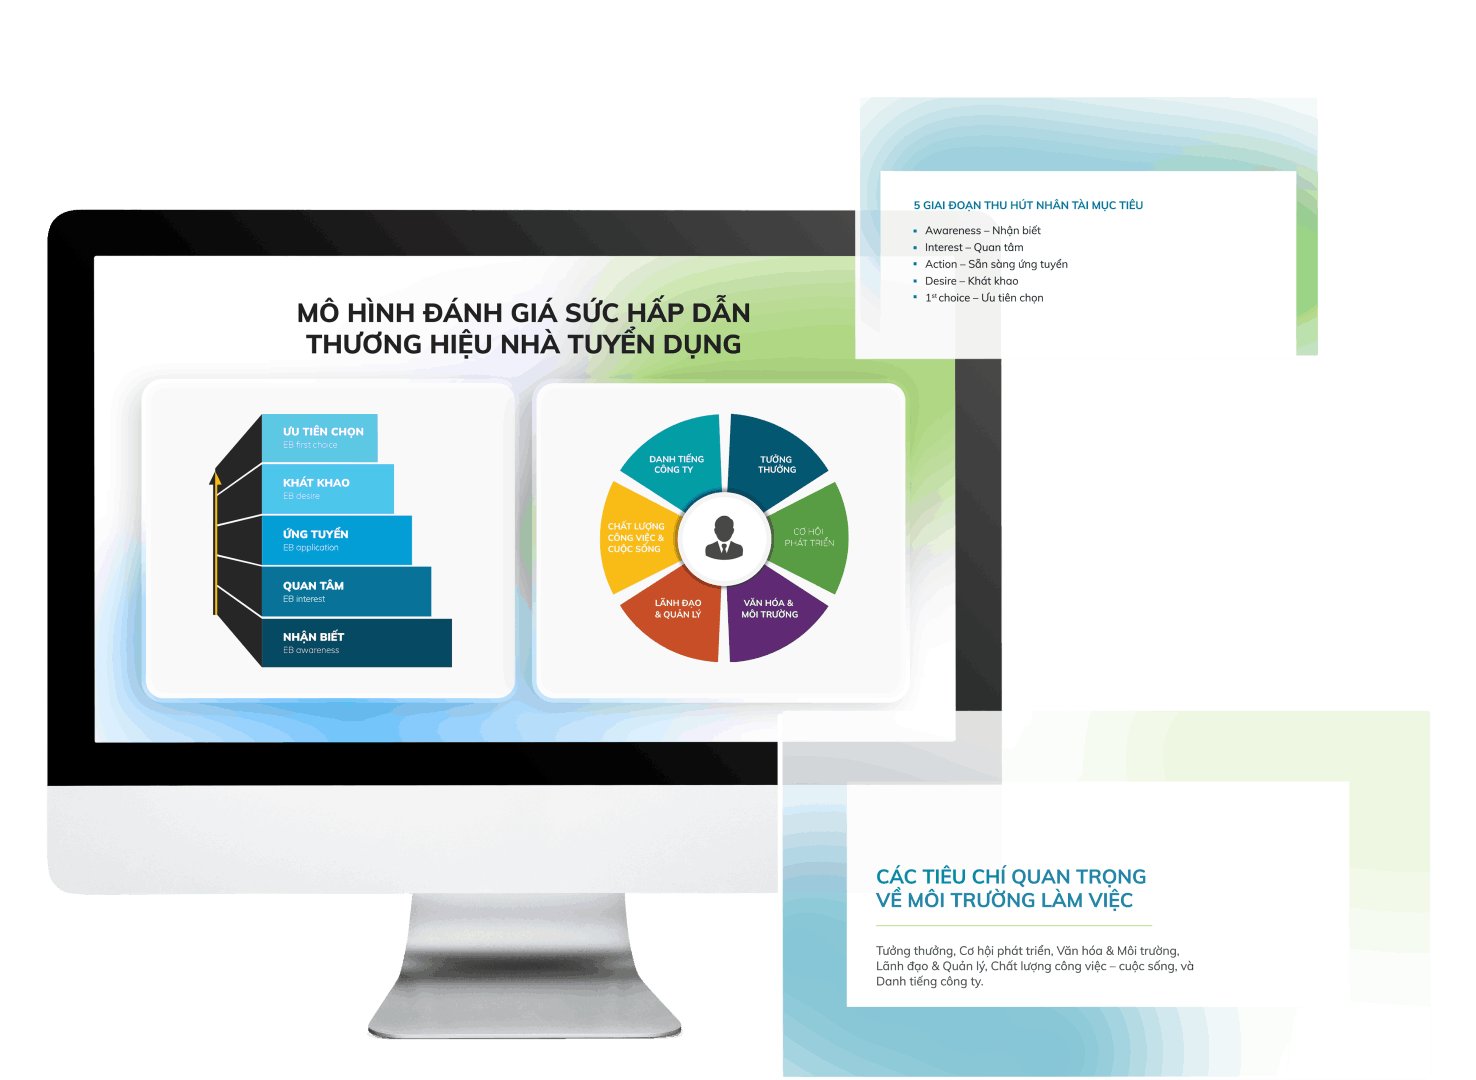 5 GIAI ĐOẠN THU HÚT NHÂN TÀI MỤC TIÊU
Awareness – Nhận biết
Interest – Quan tâm
Action – Sẵn sàng ứng tuyển
Desire – Khát khao
1st choice – Ưu tiên chọn
MÔ HÌNH ĐÁNH GIÁ SỨC HẤP DẪN
THƯƠNG HIỆU NHÀ TUYỂN DỤNG
ƯU TIÊN CHỌN
EB first choice
KHÁT KHAO
EB desire
ỨNG TUYỂN
EB application
QUAN TÂM
EB interest
NHẬN BIẾT
EB awareness
DANH TIẾNG
CÔNG TY
TƯỞNG
THƯỞNG
CHẤT LƯỢNG
CÔNG VIỆC &
CUỘC SỐNG
CƠ HỘI
PHÁT TRIỂN
LÃNH ĐẠO
& QUẢN LÝ
VĂN HÓA &
MÔI TRƯỜNG
CÁC TIÊU CHÍ QUAN TRỌNG
VỀ MÔI TRƯỜNG LÀM VIỆC
Tưởng thưởng, Cơ hội phát triển, Văn hóa & Môi trường,
Lãnh đạo & Quản lý, Chất lượng công việc – cuộc sống, và
Danh tiếng công ty.